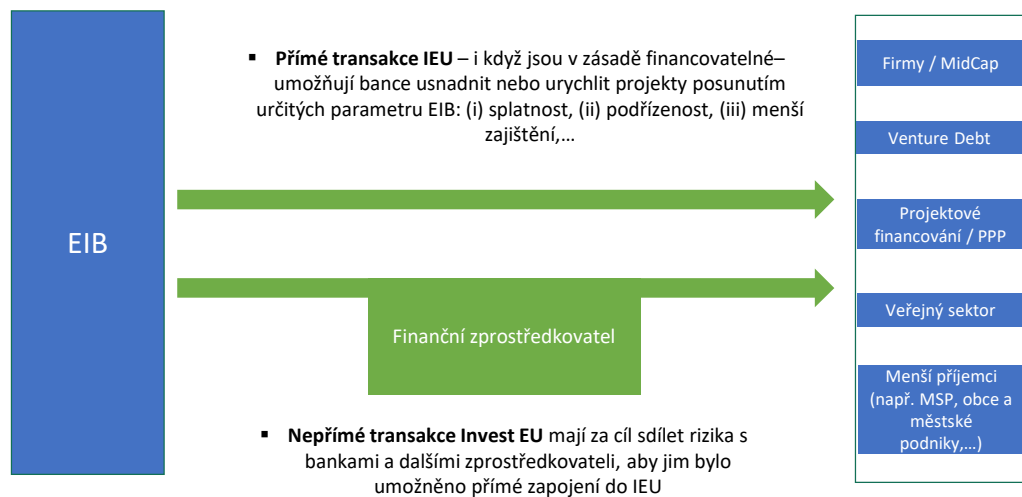 EIB
▪ Přímé transakce IEU – i když jsou v zásadě financovatelné–
umožňují bance usnadnit nebo urychlit projekty posunutím
určitých parametru EIB: (i) splatnost, (ii) podřízenost, (iii) menší
zajištění,...
Finanční zprostředkovatel
▪ Nepřímé transakce Invest EU mají za cíl sdílet rizika s
bankami a dalšími zprostředkovateli, aby jim bylo
umožněno přímé zapojení do IEU
Firmy / MidCap
Venture Debt
Projektové
financování / PPP
Veřejný sektor
Menší příjemci
(např. MSP, obce a
městské
podniky,...)